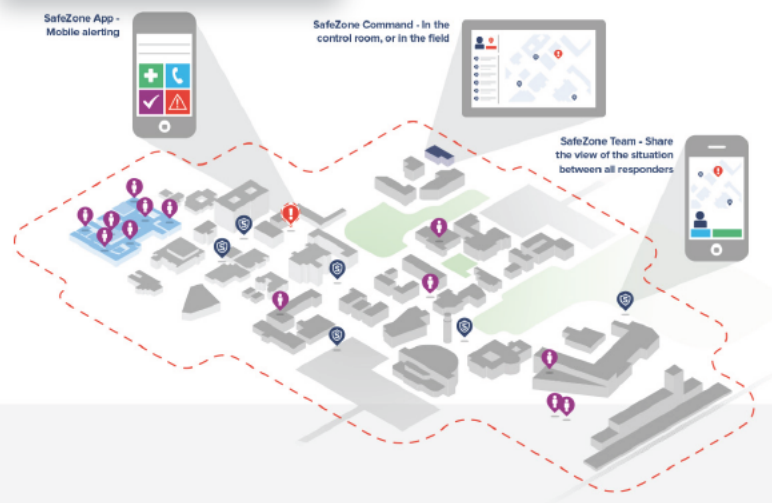 SafeZone App -
Mobile alerting
SafeZone Command - In the
control room, or in the field
SafeZone Team - Share
the view of the situation
between all responders